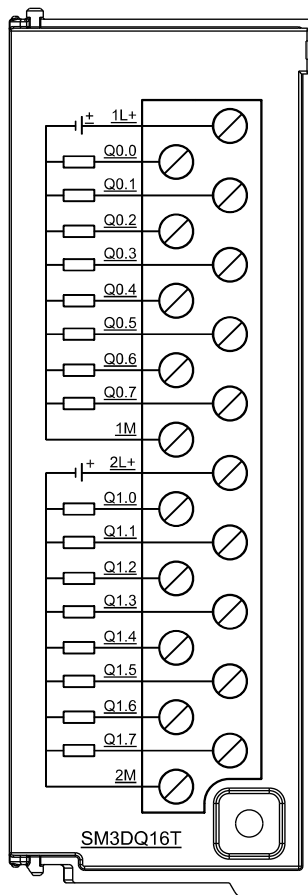 ± 1L+
Q0.0
Q0.1
Q0.2
Q0.3
Q0.4
Q0.5
Q0.6
Q0.7
1M
+ 2L+
Q1.0
Q1.1
Q1.2
Q1.3
Q1.4
Q1.5
Q1.6
Q1.7
2M
SM3DQ16T